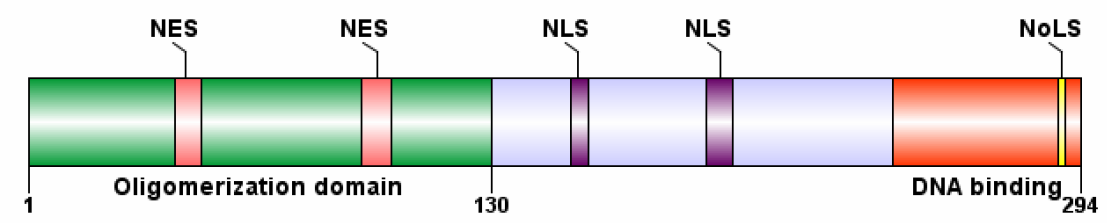 NES NES NLS NLS NoLS
Oligomerization domain DNA binding
1 130 294